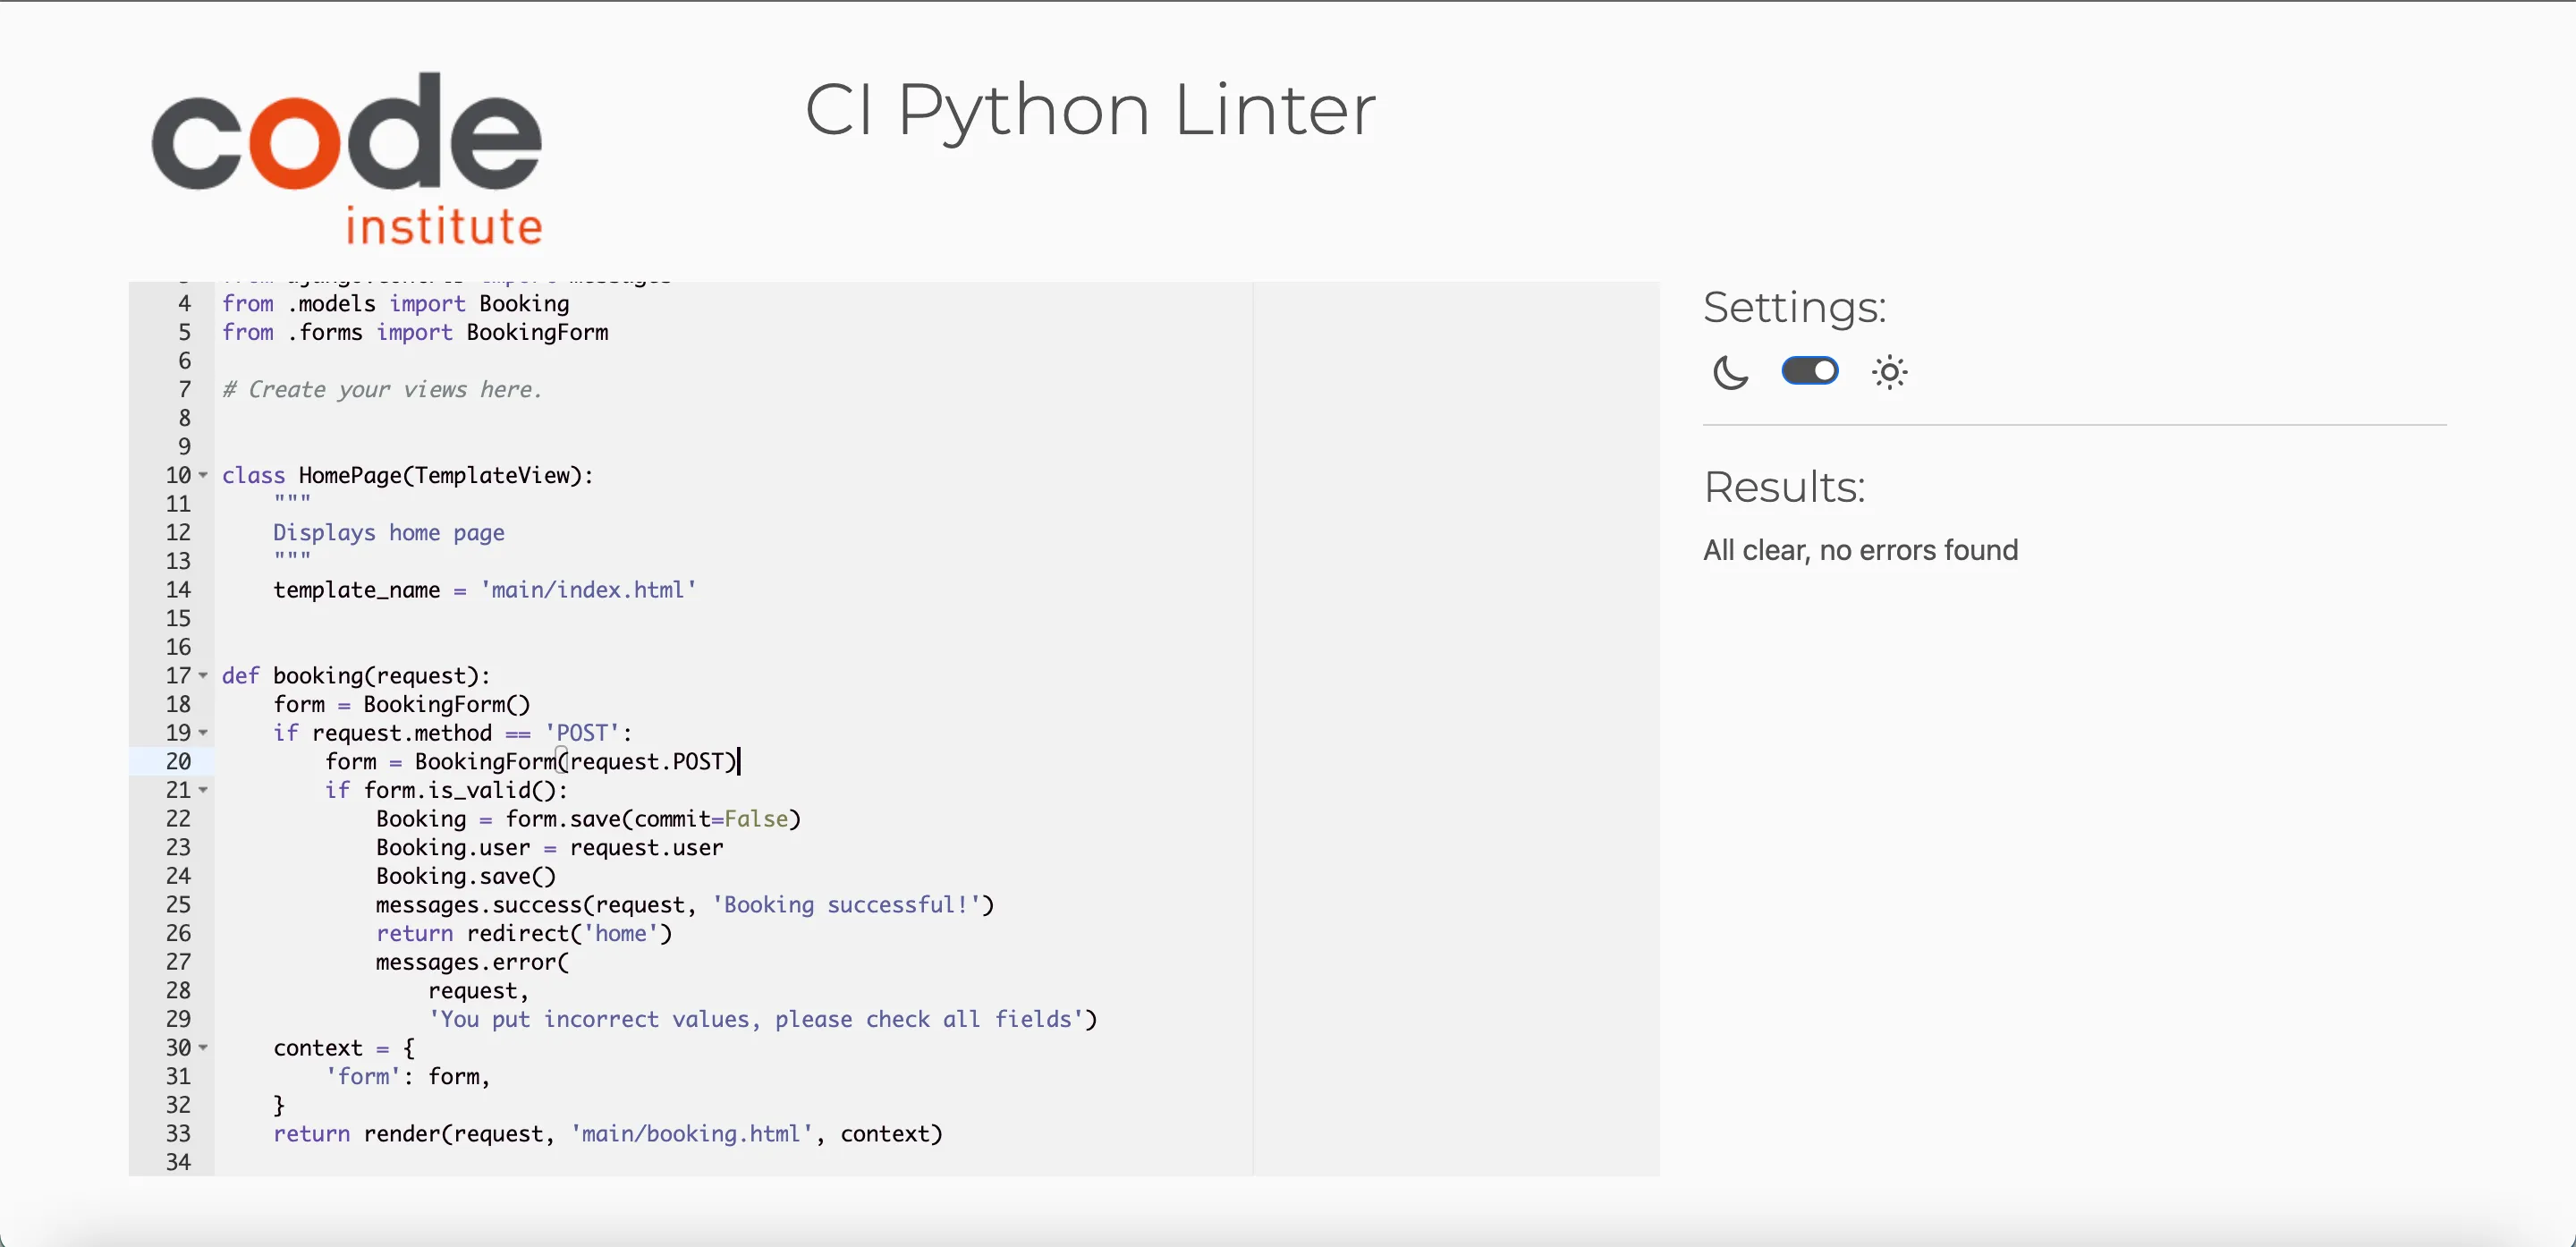 code
institute
CI Python Linter
4 from .models import Booking
5 from .forms import BookingForm
6
7 # Create your views here.
8
9
10 class HomePage(TemplateView):
11     """
12     Displays home page
13     """
14     template_name = 'main/index.html'
15
16
17 def booking(request):
18     form = BookingForm()
19     if request.method == 'POST':
20         form = BookingForm(request.POST)
21         if form.is_valid():
22             Booking = form.save(commit=False)
23             Booking.user = request.user
24             Booking.save()
25             messages.success(request, 'Booking successful!')
26             return redirect('home')
27             messages.error(
28                 request,
29                 'You put incorrect values, please check all fields')
30     context = {
31         'form': form,
32     }
33     return render(request, 'main/booking.html', context)
34
Settings:
Results:
All clear, no errors found